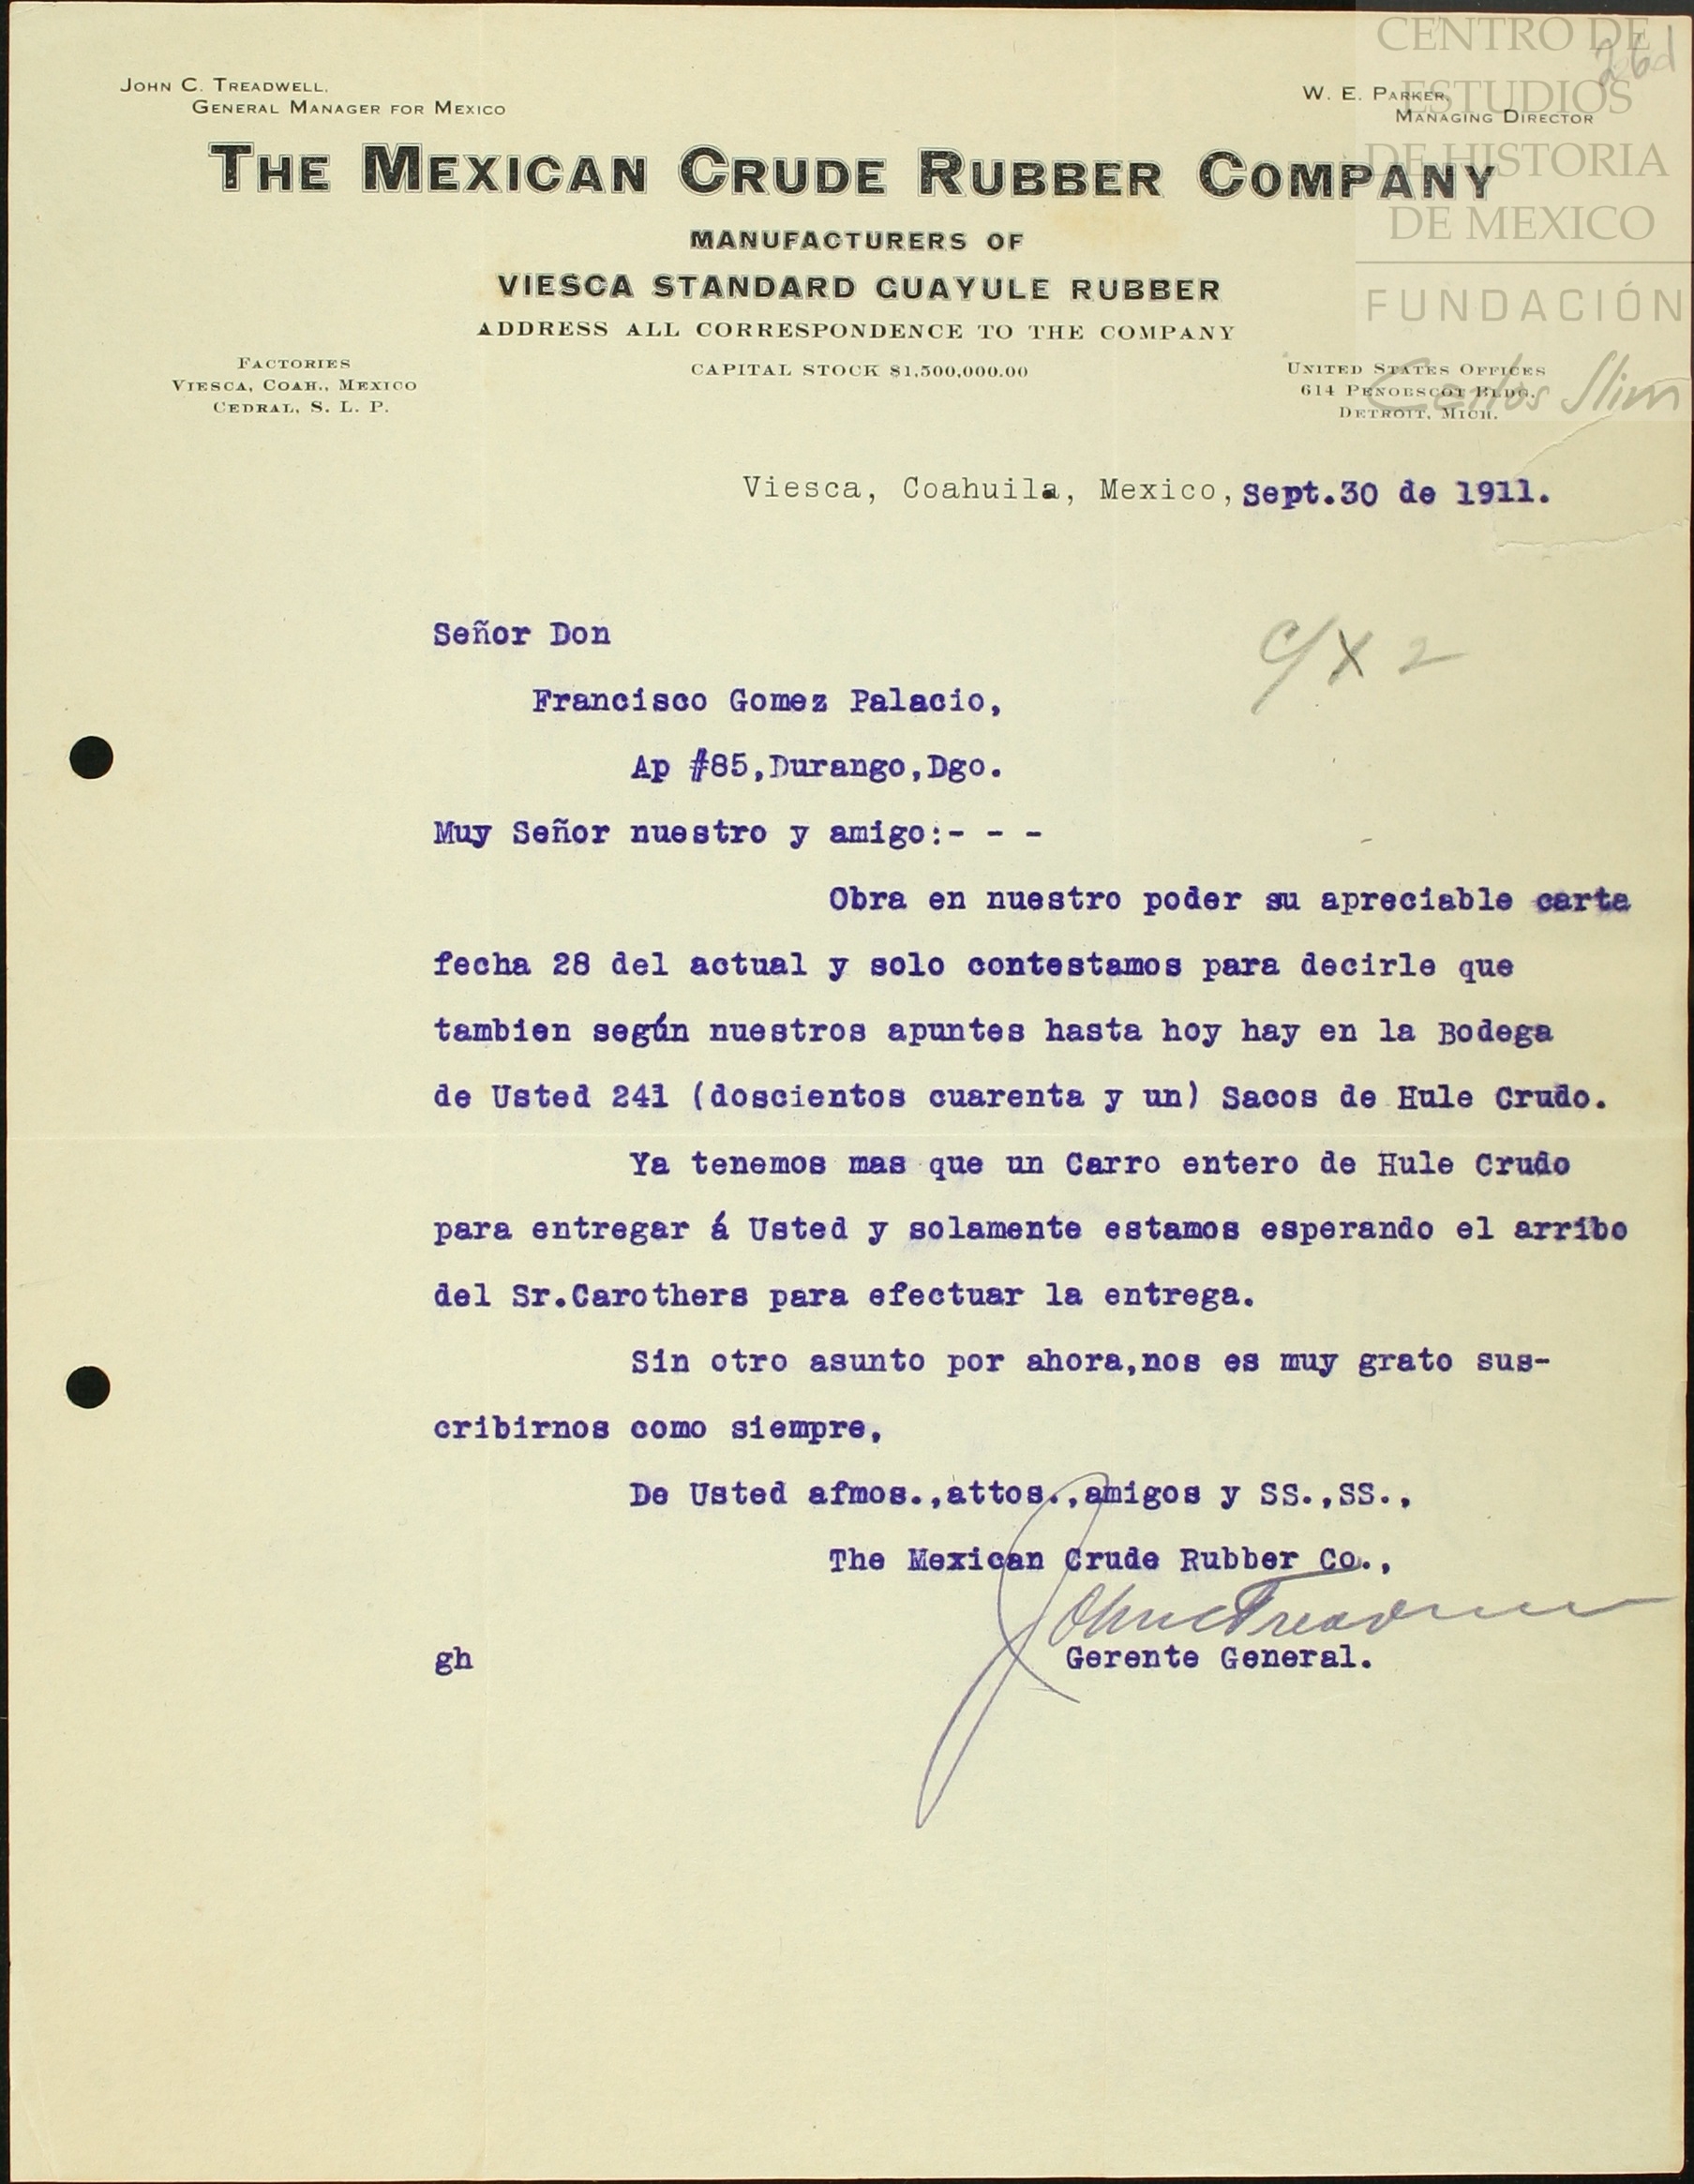 John C. Treadwell,
General Manager for Mexico
W. E. Parker,
Managing Director
The Mexican Crude Rubber Company
MANUFACTURERS OF
VIESCA STANDARD GUAYULE RUBBER
ADDRESS ALL CORRESPONDENCE TO THE COMPANY
CAPITAL STOCK $1,500,000.00
Factories
Viesca, Coah., Mexico
Cedral, S. L. P.
United States Offices
614 Penobscot Bldg.
Detroit, Mich.
CENTRO DE
ESTUDIOS
DE HISTORIA
DE MEXICO
FUNDACIÓN
Carlos Slim
Viesca, Coahuila, Mexico, Sept.30 de 1911.
Señor Don
Francisco Gomez Palacio,
Ap #85,Durango,Dgo.
Muy Señor nuestro y amigo:- - -
Obra en nuestro poder su apreciable carta
fecha 28 del actual y solo contestamos para decirle que
tambien según nuestros apuntes hasta hoy hay en la Bodega
de Usted 241 (doscientos cuarenta y un) Sacos de Hule Crudo.
Ya tenemos mas que un Carro entero de Hule Crudo
para entregar á Usted y solamente estamos esperando el arribo
del Sr.Carothers para efectuar la entrega.
Sin otro asunto por ahora,nos es muy grato sus-
cribirnos como siempre,
De Usted afmos.,attos.,amigos y SS.,SS.,
The Mexican Crude Rubber Co.,
John C Treadwell
gh Gerente General.